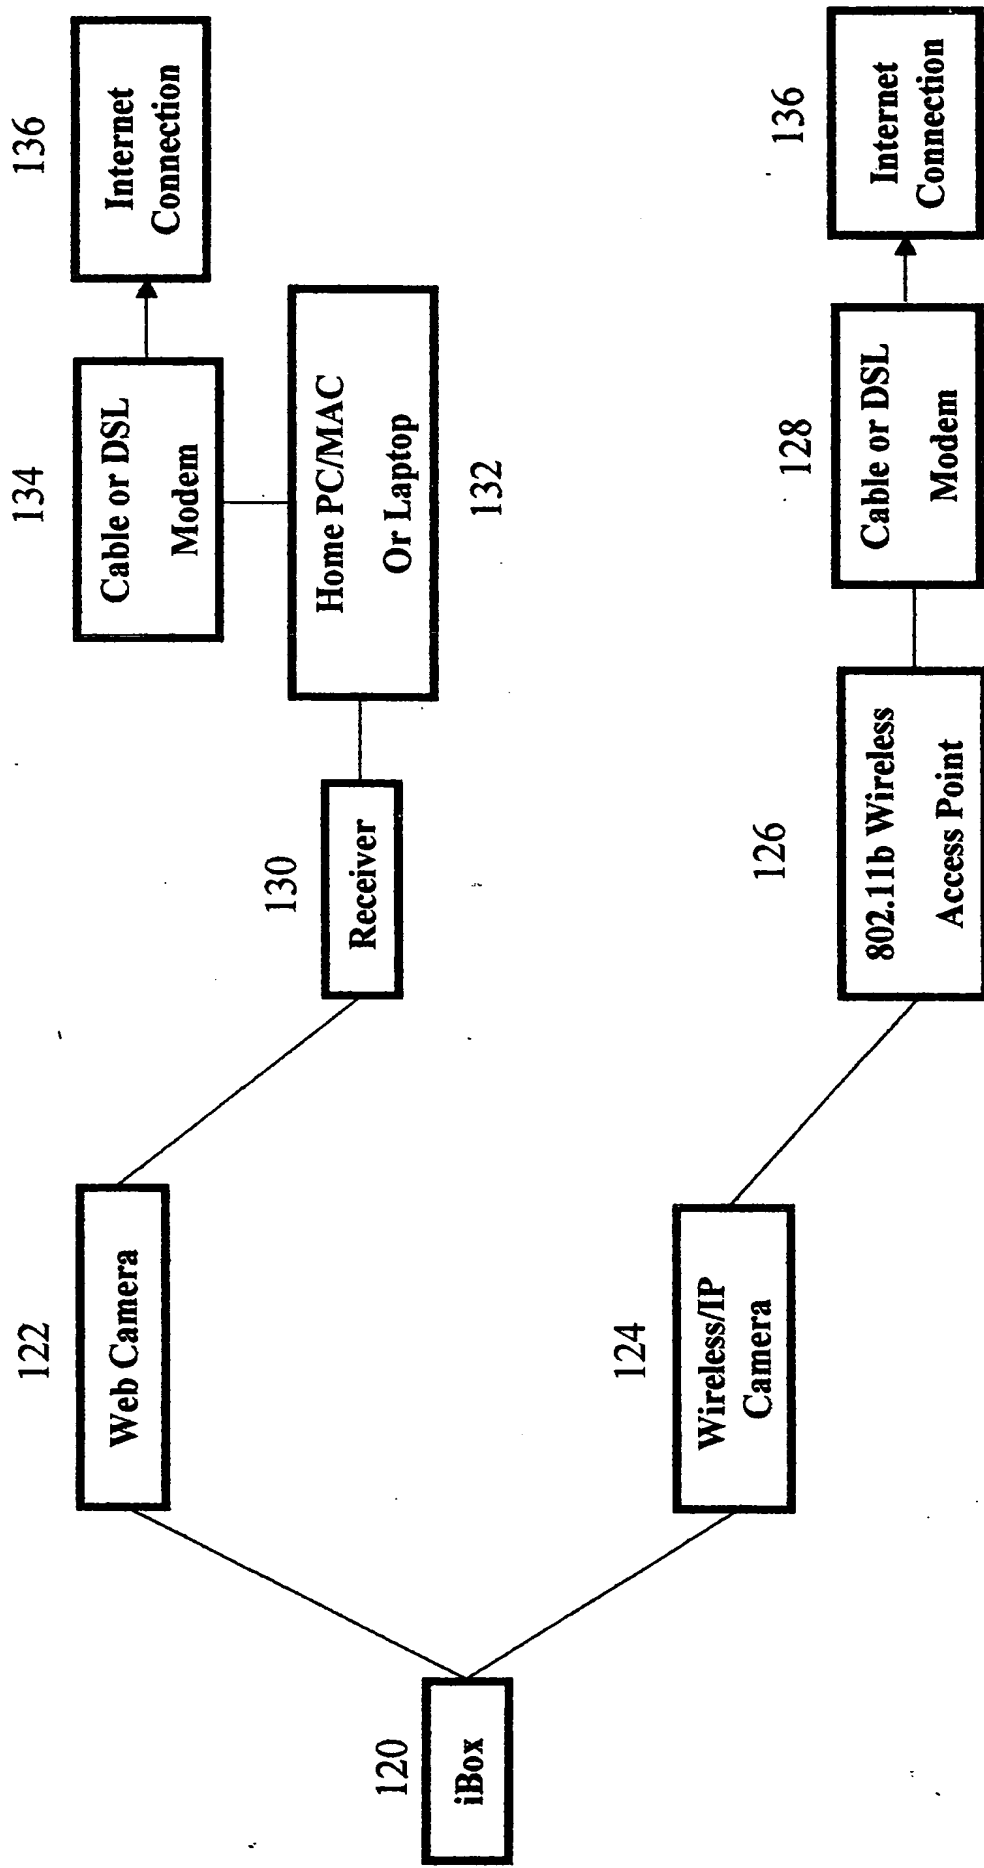 136
Internet
Connection
134
Cable or DSL
Modem
Home PC/MAC
Or Laptop
132
130
Receiver
122
Web Camera
120
iBox
124
Wireless/IP
Camera
126
802.11b Wireless
Access Point
128
Cable or DSL
Modem
136
Internet
Connection